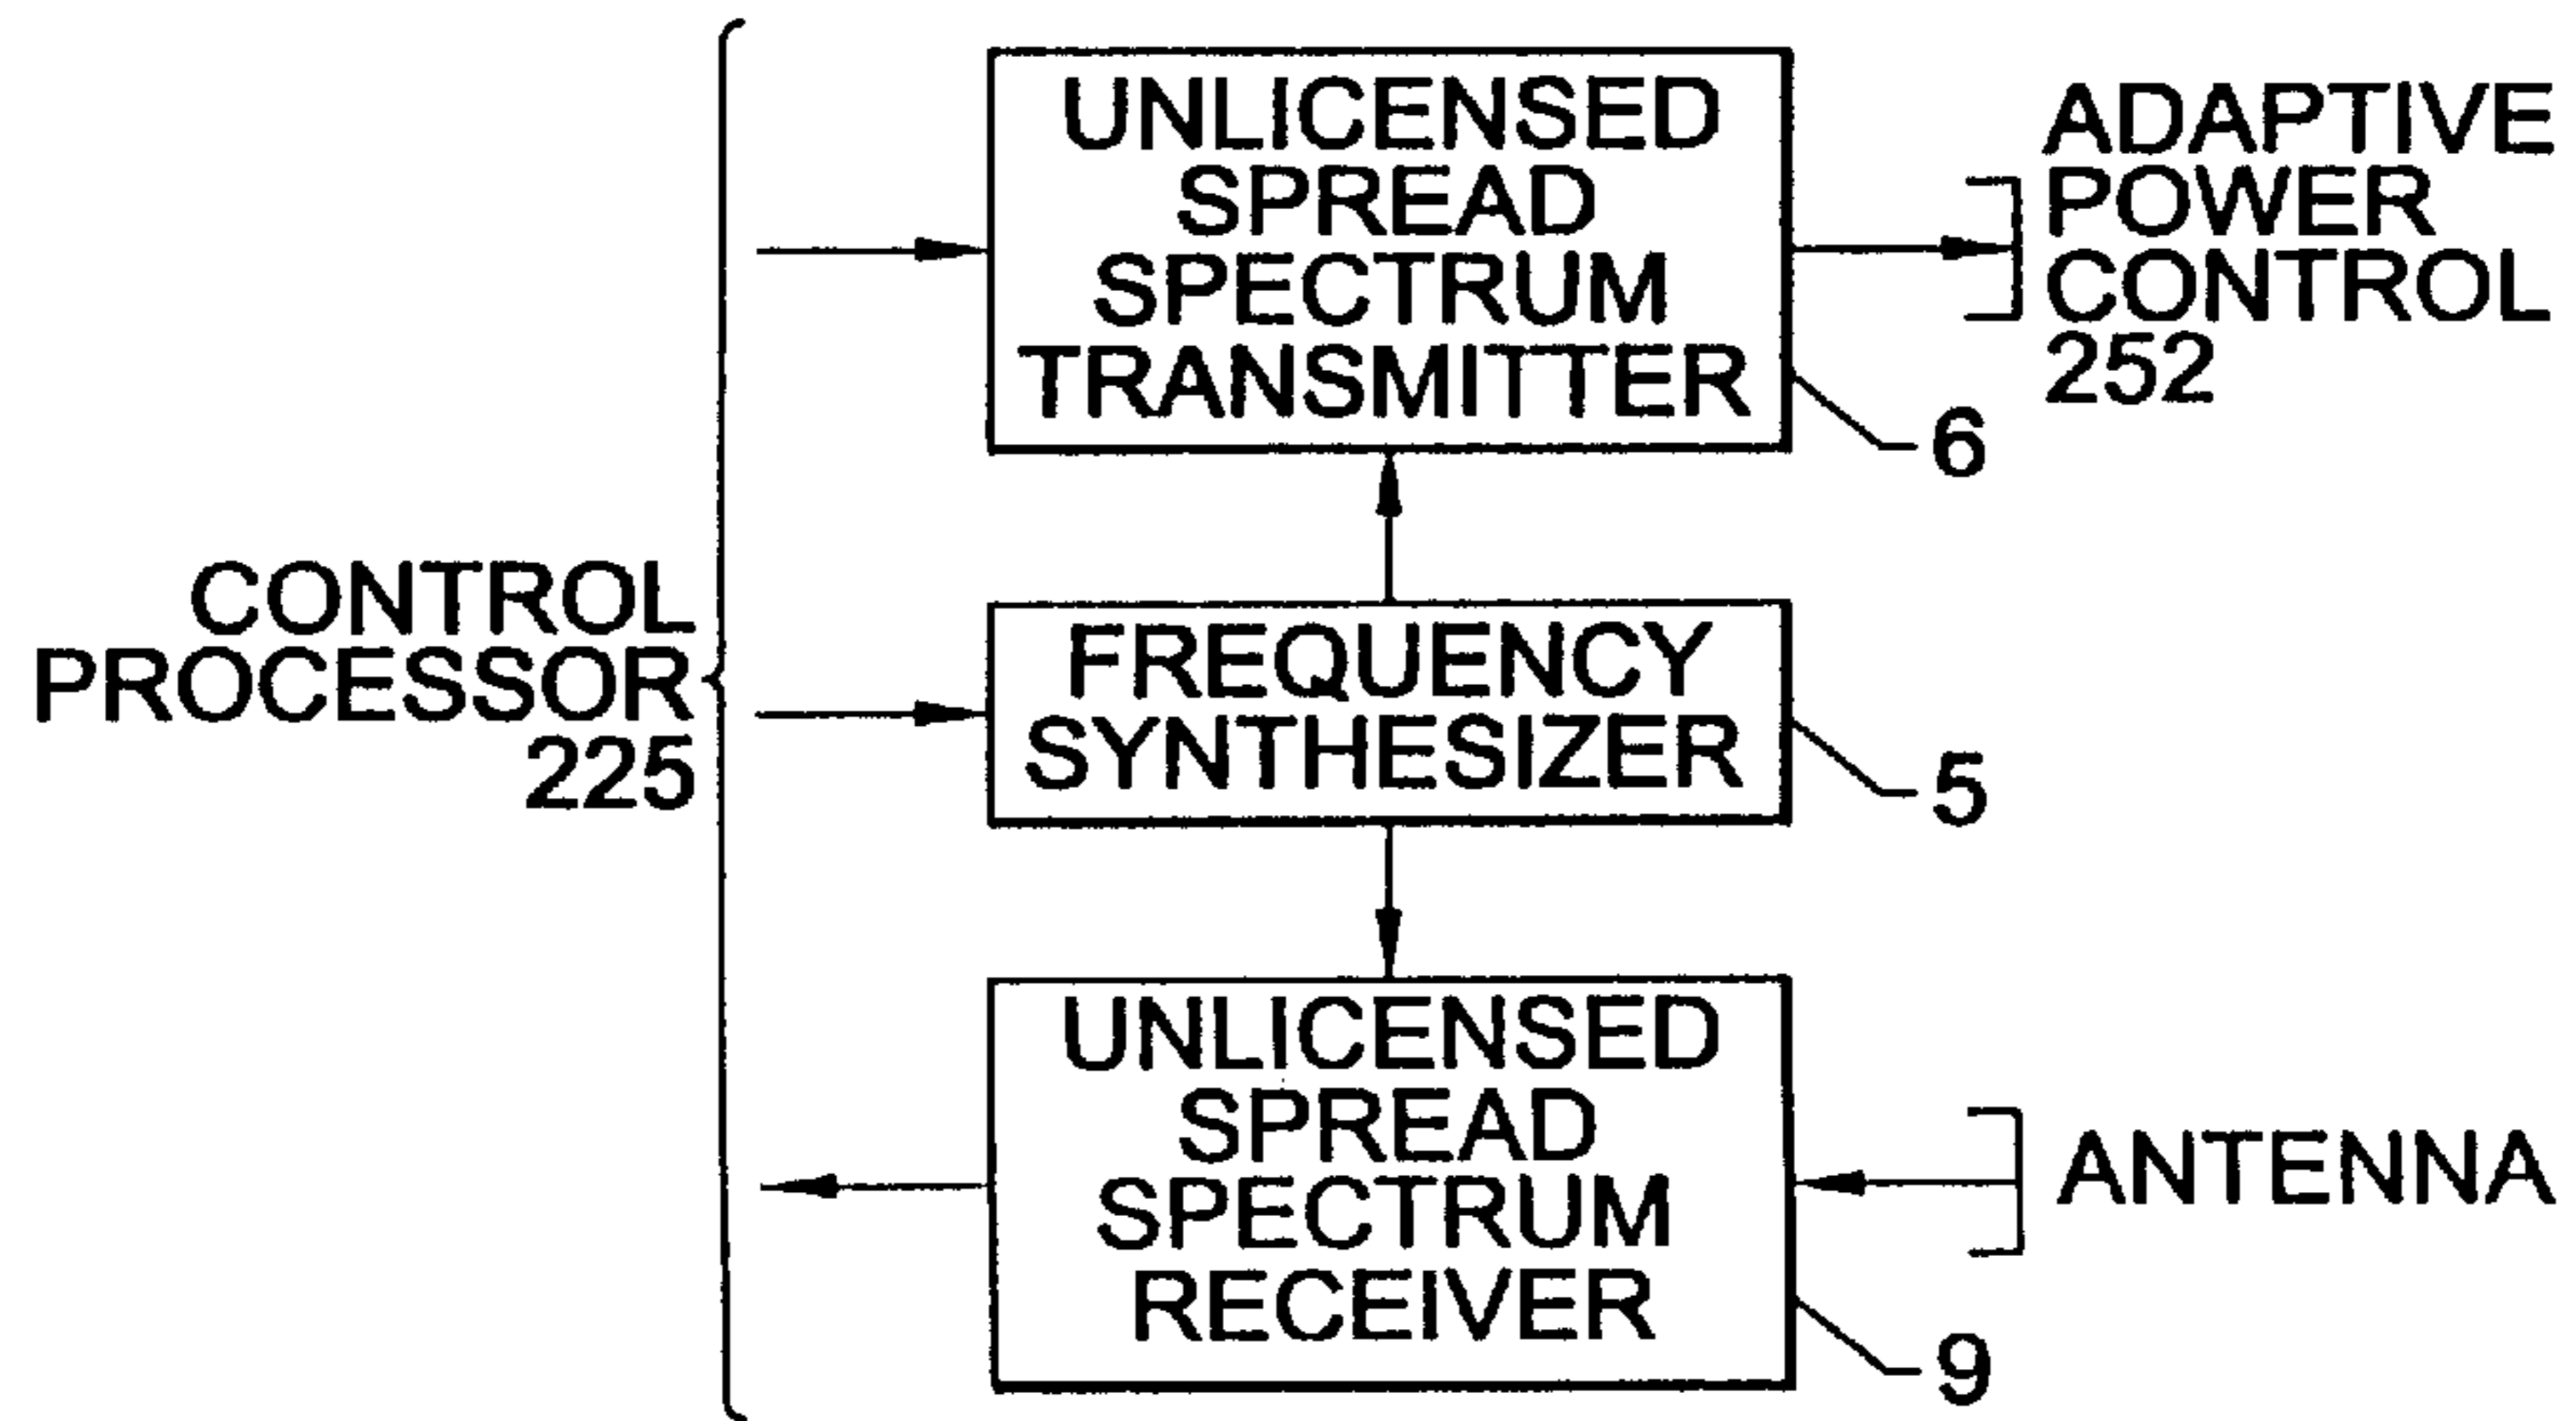 UNLICENSED
SPREAD
SPECTRUM
TRANSMITTER
6
ADAPTIVE
POWER
CONTROL
252
CONTROL
PROCESSOR
225
FREQUENCY
SYNTHESIZER
5
UNLICENSED
SPREAD
SPECTRUM
RECEIVER
9
ANTENNA